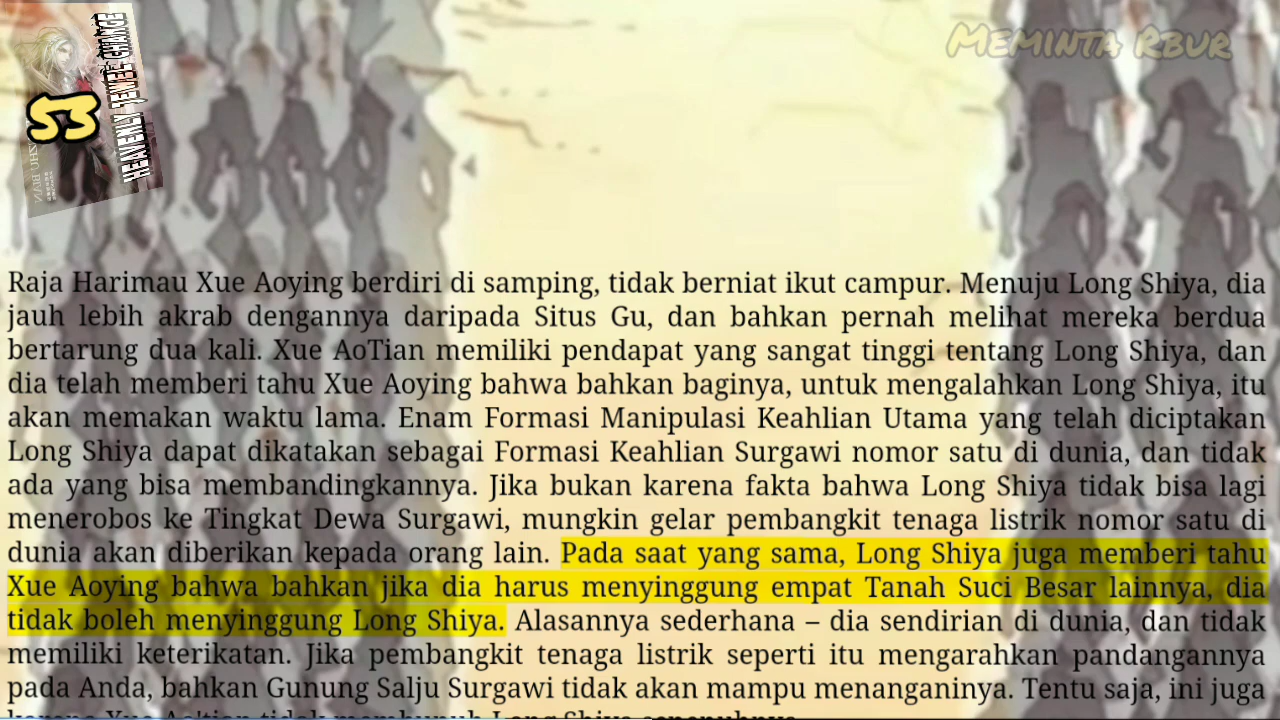 Meminta Rbur
HEAVENLY JEWEL CHANGE
53
Raja Harimau Xue Aoying berdiri di samping, tidak berniat ikut campur. Menuju Long Shiya, dia
jauh lebih akrab dengannya daripada Situs Gu, dan bahkan pernah melihat mereka berdua
bertarung dua kali. Xue AoTian memiliki pendapat yang sangat tinggi tentang Long Shiya, dan
dia telah memberi tahu Xue Aoying bahwa bahkan baginya, untuk mengalahkan Long Shiya, itu
akan memakan waktu lama. Enam Formasi Manipulasi Keahlian Utama yang telah diciptakan
Long Shiya dapat dikatakan sebagai Formasi Keahlian Surgawi nomor satu di dunia, dan tidak
ada yang bisa membandingkannya. Jika bukan karena fakta bahwa Long Shiya tidak bisa lagi
menerobos ke Tingkat Dewa Surgawi, mungkin gelar pembangkit tenaga listrik nomor satu di
dunia akan diberikan kepada orang lain. Pada saat yang sama, Long Shiya juga memberi tahu
Xue Aoying bahwa bahkan jika dia harus menyinggung empat Tanah Suci Besar lainnya, dia
tidak boleh menyinggung Long Shiya. Alasannya sederhana – dia sendirian di dunia, dan tidak
memiliki keterikatan. Jika pembangkit tenaga listrik seperti itu mengarahkan pandangannya
pada Anda, bahkan Gunung Salju Surgawi tidak akan mampu menanganinya. Tentu saja, ini juga